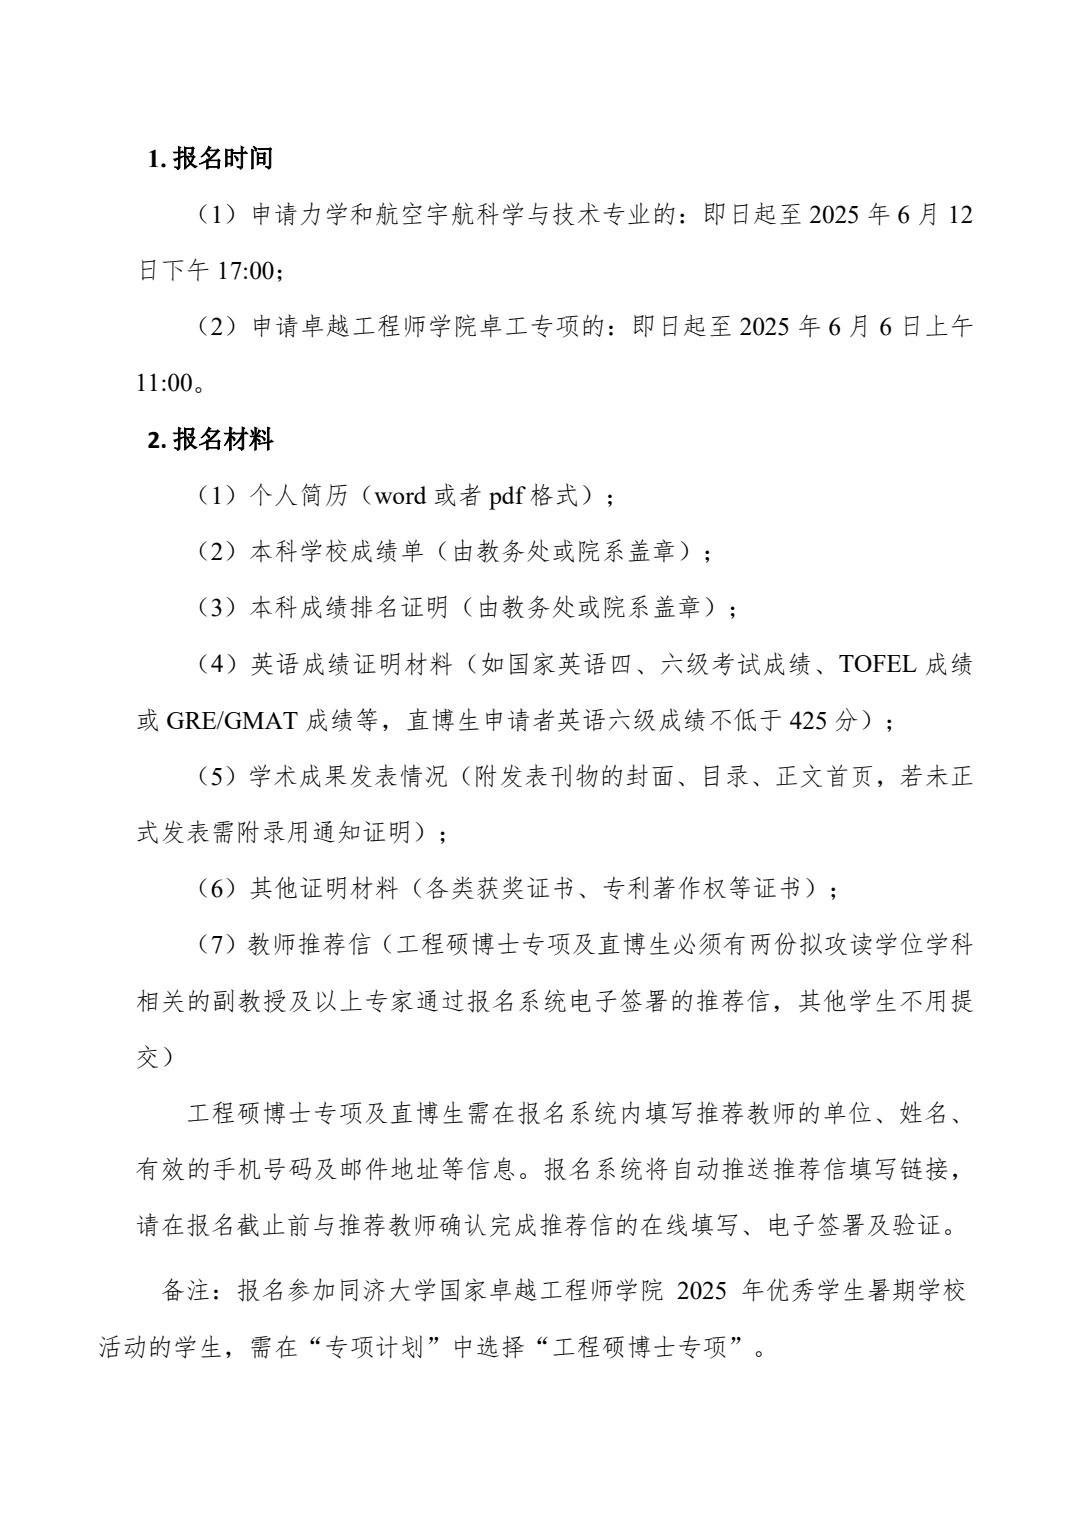 1. 报名时间
（1）申请力学和航空宇航科学与技术专业的：即日起至 2025 年 6 月 12
日下午 17:00；
（2）申请卓越工程师学院卓工专项的：即日起至 2025 年 6 月 6 日上午
11:00。
2. 报名材料
（1）个人简历（word 或者 pdf 格式）；
（2）本科学校成绩单（由教务处或院系盖章）；
（3）本科成绩排名证明（由教务处或院系盖章）；
（4）英语成绩证明材料（如国家英语四、六级考试成绩、TOFEL 成绩
或 GRE/GMAT 成绩等，直博生申请者英语六级成绩不低于 425 分）；
（5）学术成果发表情况（附发表刊物的封面、目录、正文首页，若未正
式发表需附录用通知证明）；
（6）其他证明材料（各类获奖证书、专利著作权等证书）；
（7）教师推荐信（工程硕博士专项及直博生必须有两份拟攻读学位学科
相关的副教授及以上专家通过报名系统电子签署的推荐信，其他学生不用提
交）
工程硕博士专项及直博生需在报名系统内填写推荐教师的单位、姓名、
有效的手机号码及邮件地址等信息。报名系统将自动推送推荐信填写链接，
请在报名截止前与推荐教师确认完成推荐信的在线填写、电子签署及验证。
备注：报名参加同济大学国家卓越工程师学院 2025 年优秀学生暑期学校
活动的学生，需在“专项计划”中选择“工程硕博士专项”。